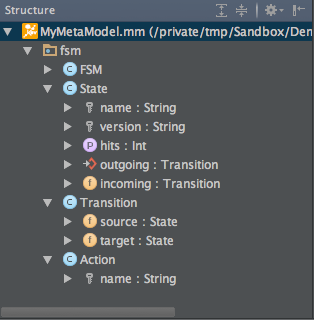 Structure
MyMetaModel.mm (/private/tmp/Sandbox/Den
fsm
C FSM
C State
name : String
version : String
P hits : Int
outgoing : Transition
f incoming : Transition
C Transition
f source : State
f target : State
C Action
name : String